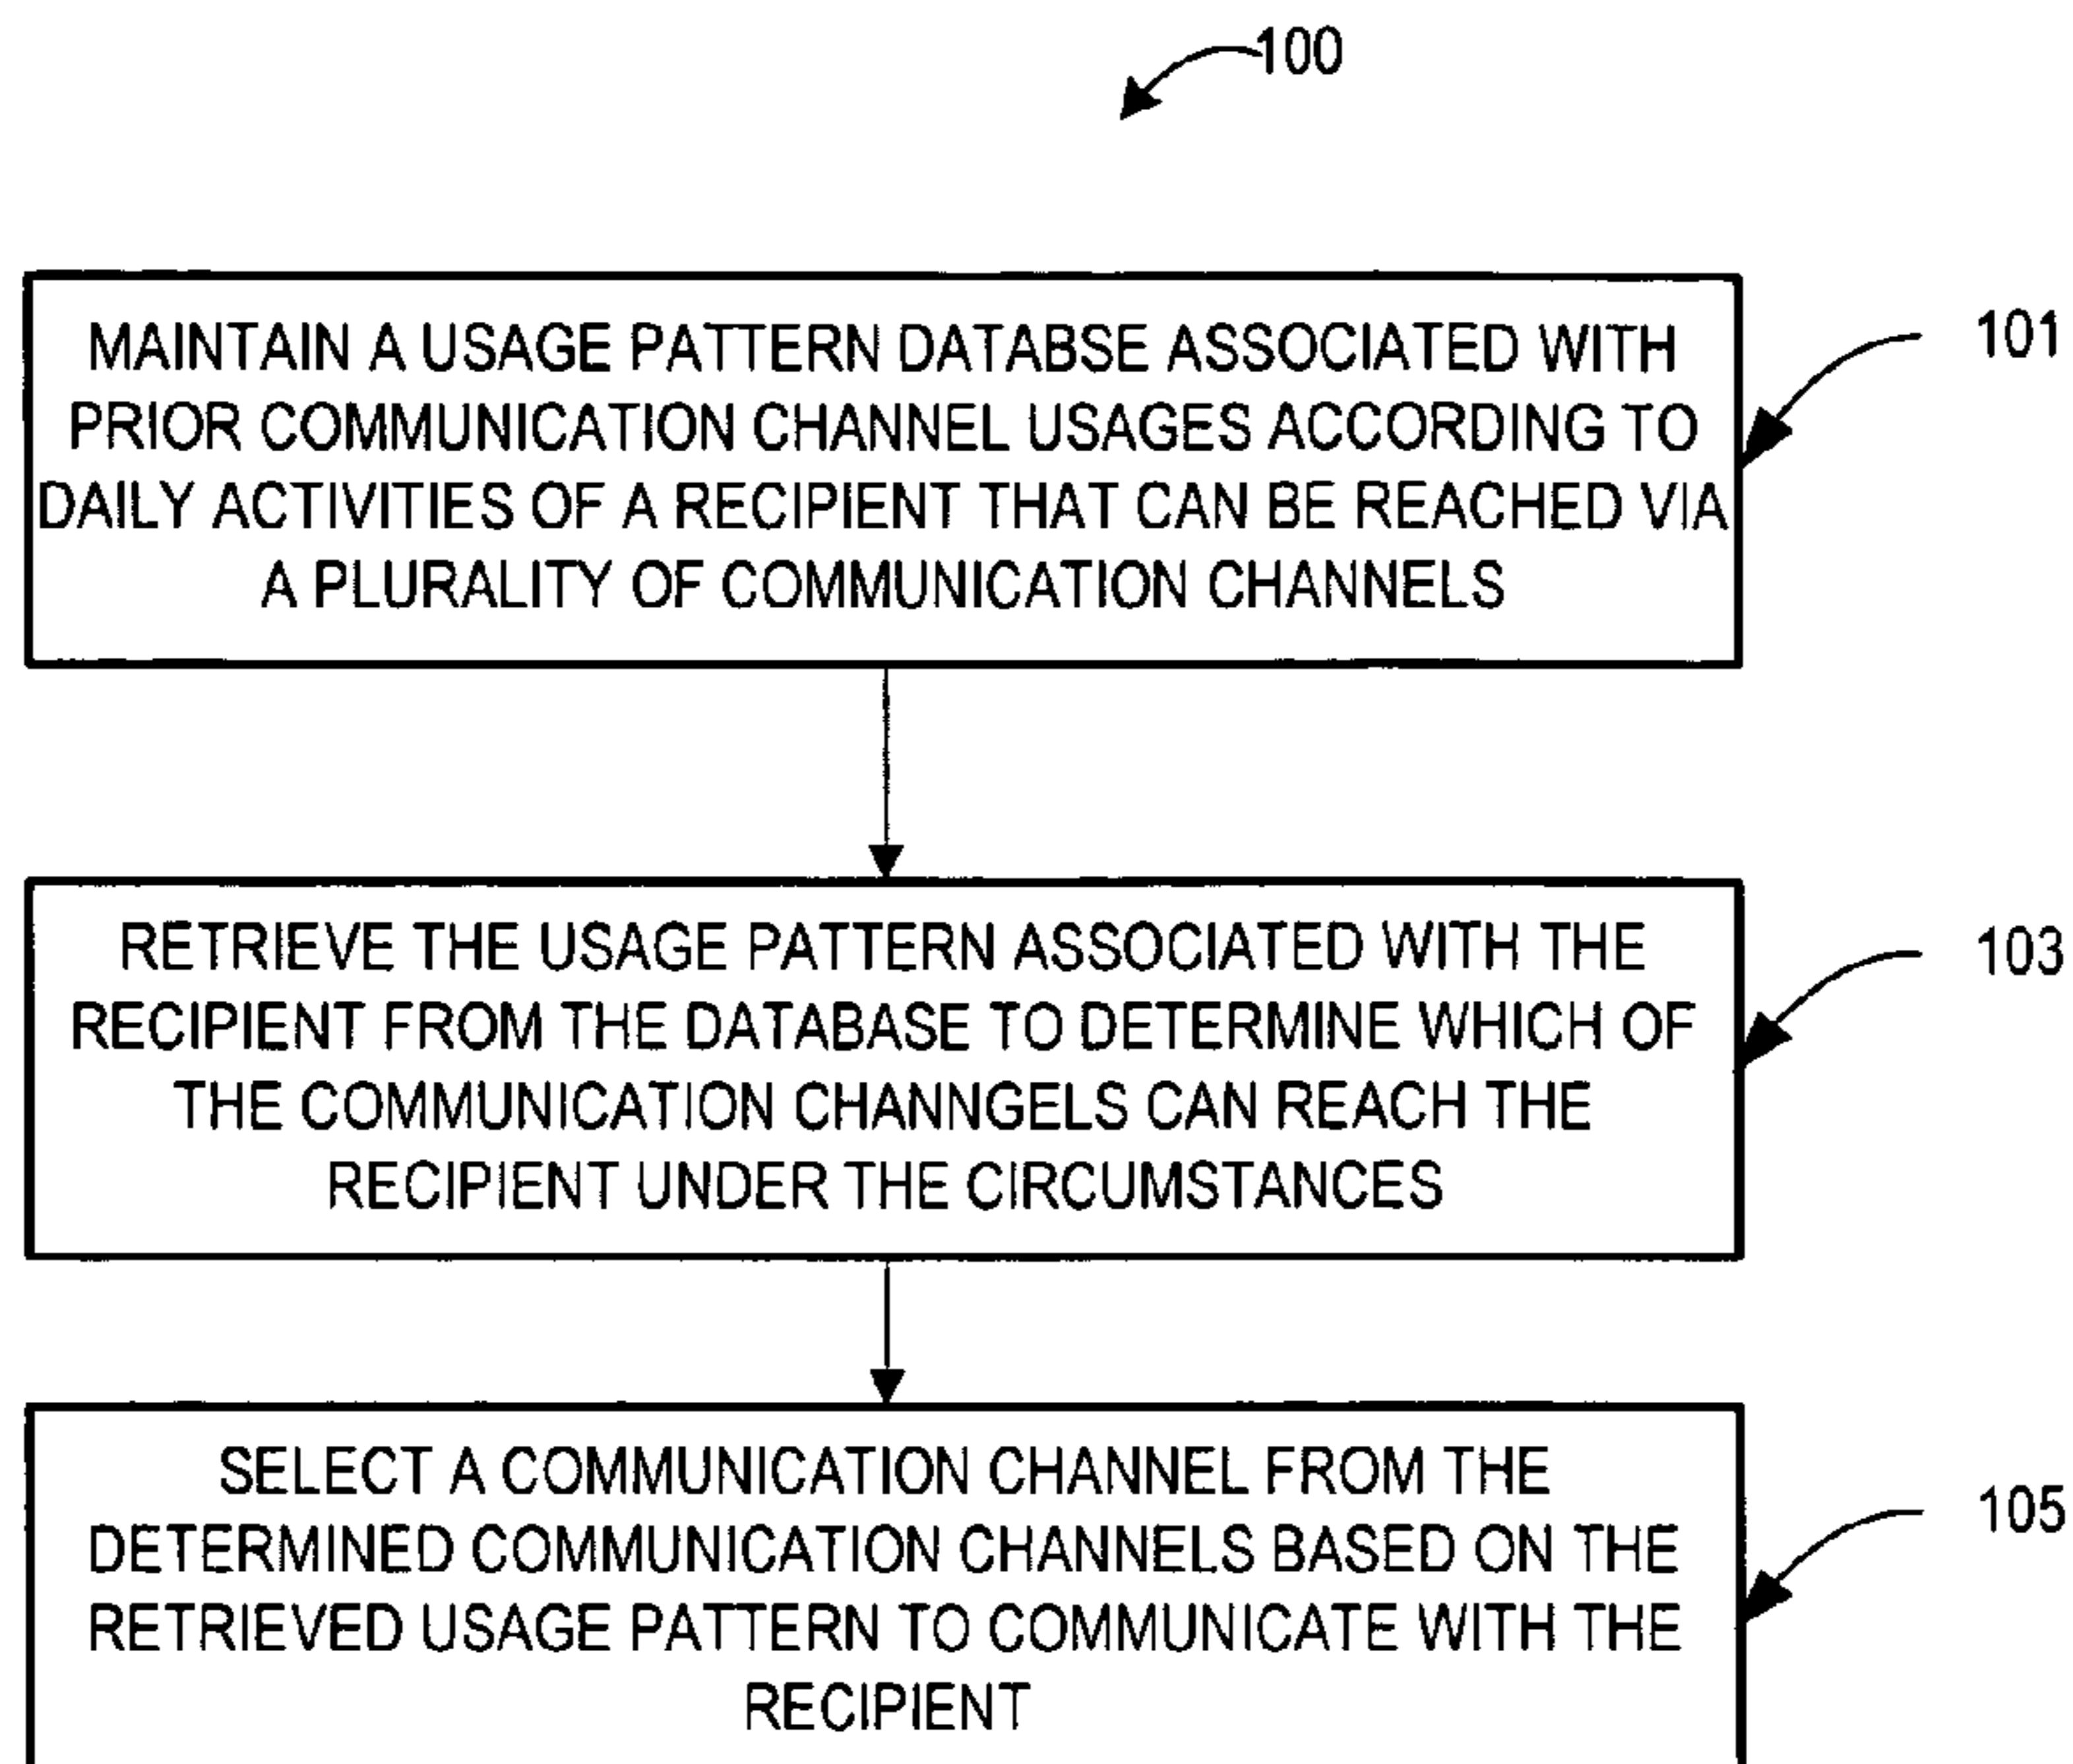 100
MAINTAIN A USAGE PATTERN DATABSE ASSOCIATED WITH
PRIOR COMMUNICATION CHANNEL USAGES ACCORDING TO
DAILY ACTIVITIES OF A RECIPIENT THAT CAN BE REACHED VIA
A PLURALITY OF COMMUNICATION CHANNELS
101
RETRIEVE THE USAGE PATTERN ASSOCIATED WITH THE
RECIPIENT FROM THE DATABASE TO DETERMINE WHICH OF
THE COMMUNICATION CHANNGELS CAN REACH THE
RECIPIENT UNDER THE CIRCUMSTANCES
103
SELECT A COMMUNICATION CHANNEL FROM THE
DETERMINED COMMUNICATION CHANNELS BASED ON THE
RETRIEVED USAGE PATTERN TO COMMUNICATE WITH THE
RECIPIENT
105